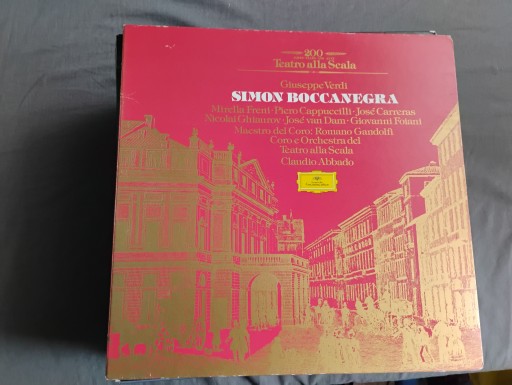 200
Teatro alla Scala
Giuseppe Verdi
SIMON BOCCANEGRA
Mirella Freni · Piero Cappuccilli · José Carreras
Nicolai Ghiaurov · José van Dam · Giovanni Foiani
Maestro del Coro: Romano Gandolfi
Coro e Orchestra del
Teatro alla Scala
Claudio Abbado